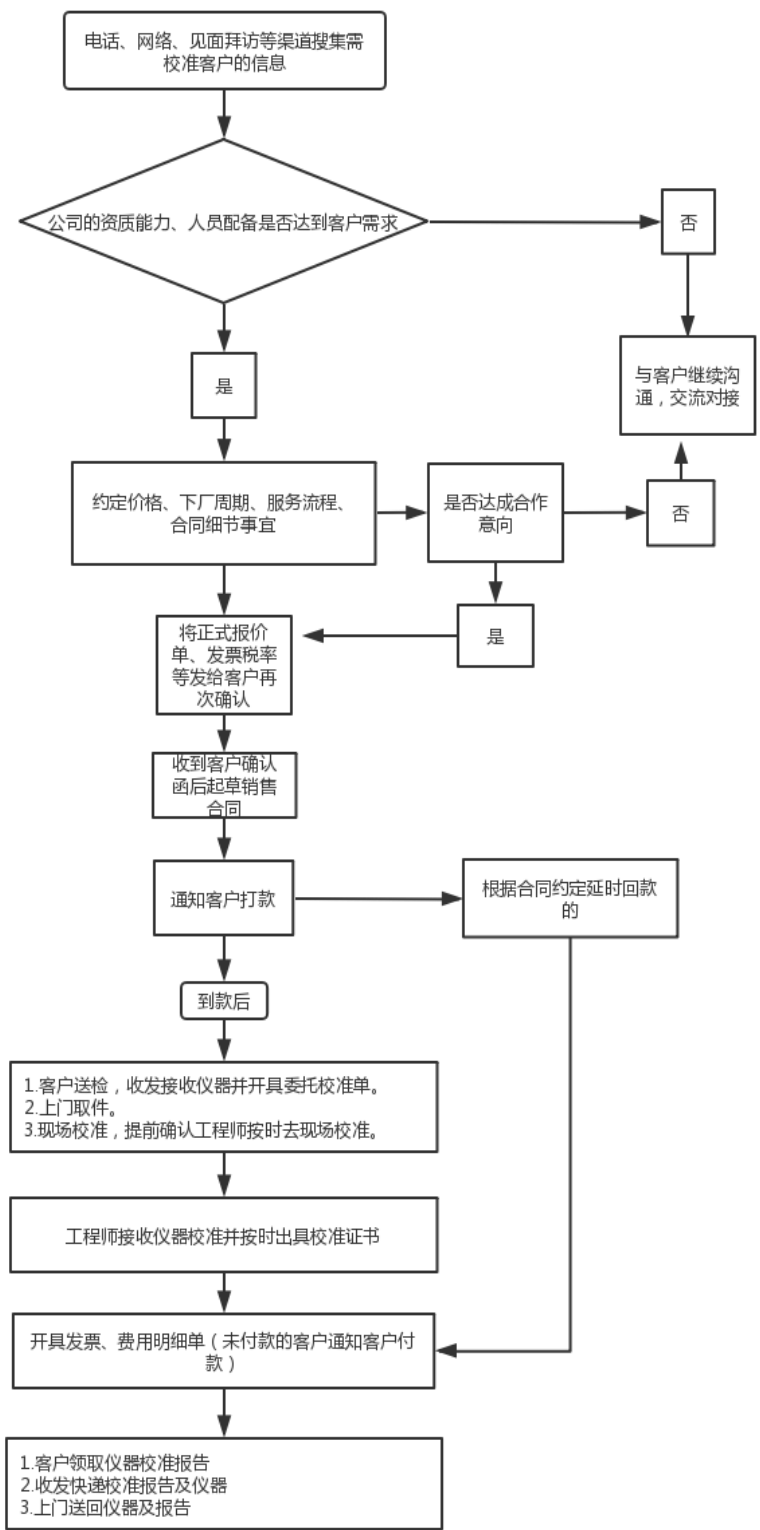 电话、网络、见面拜访等渠道搜集需
校准客户的信息
公司的资质能力、人员配备是否达到客户需求
否
是
与客户继续沟
通，交流对接
约定价格、下厂周期、服务流程、
合同细节事宜
是否达成合作
意向
否
是
将正式报价
单、发票税率
等发给客户再
次确认
收到客户确认
函后起草销售
合同
通知客户打款
根据合同约定延时回款
的
到款后
1.客户送检，收发接收仪器并开具委托校准单。
2.上门取件。
3.现场校准，提前确认工程师按时去现场校准。
工程师接收仪器校准并按时出具校准证书
开具发票、费用明细单（未付款的客户通知客户付
款）
1.客户领取仪器校准报告
2.收发快递校准报告及仪器
3.上门送回仪器及报告